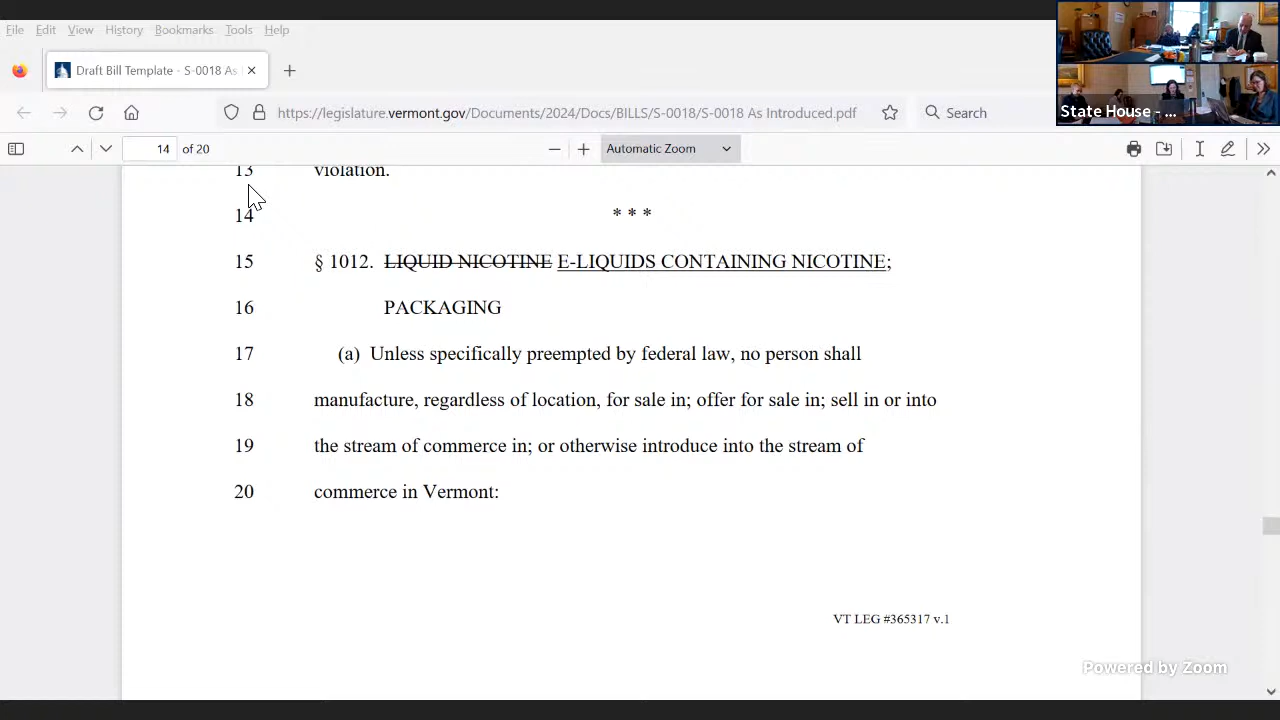 File Edit View History Bookmarks Tools Help
Draft Bill Template - S-0018 As
https://legislature.vermont.gov/Documents/2024/Docs/BILLS/S-0018/S-0018 As Introduced.pdf
Search
State House - ...
14 of 20
Automatic Zoom
13 violation.
14 * * *
15 § 1012. LIQUID NICOTINE E-LIQUIDS CONTAINING NICOTINE;
16 PACKAGING
17 (a) Unless specifically preempted by federal law, no person shall
18 manufacture, regardless of location, for sale in; offer for sale in; sell in or into
19 the stream of commerce in; or otherwise introduce into the stream of
20 commerce in Vermont:
VT LEG #365317 v.1
Powered by Zoom